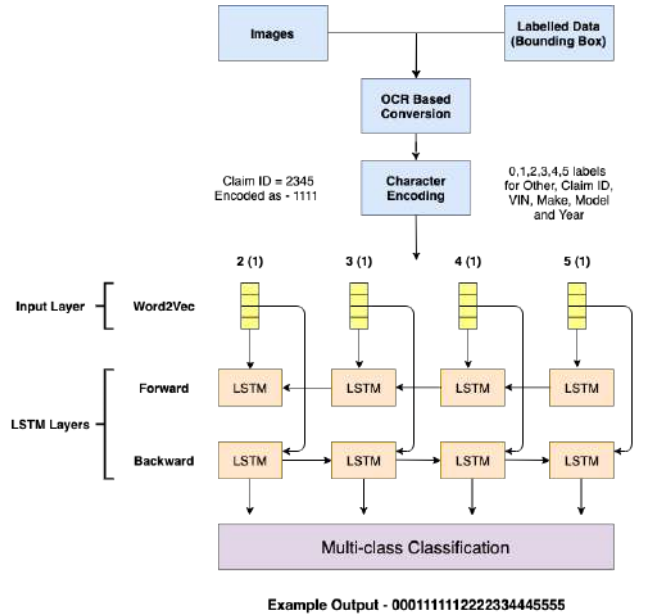 Images
Labelled Data
(Bounding Box)
OCR Based
Conversion
Claim ID = 2345
Encoded as - 1111
Character
Encoding
0,1,2,3,4,5 labels
for Other, Claim ID,
VIN, Make, Model
and Year
2 (1) 3 (1) 4 (1) 5 (1)
Input Layer Word2Vec
Forward LSTM LSTM LSTM LSTM
LSTM Layers
Backward LSTM LSTM LSTM LSTM
Multi-class Classification
Example Output - 0001111112222334445555